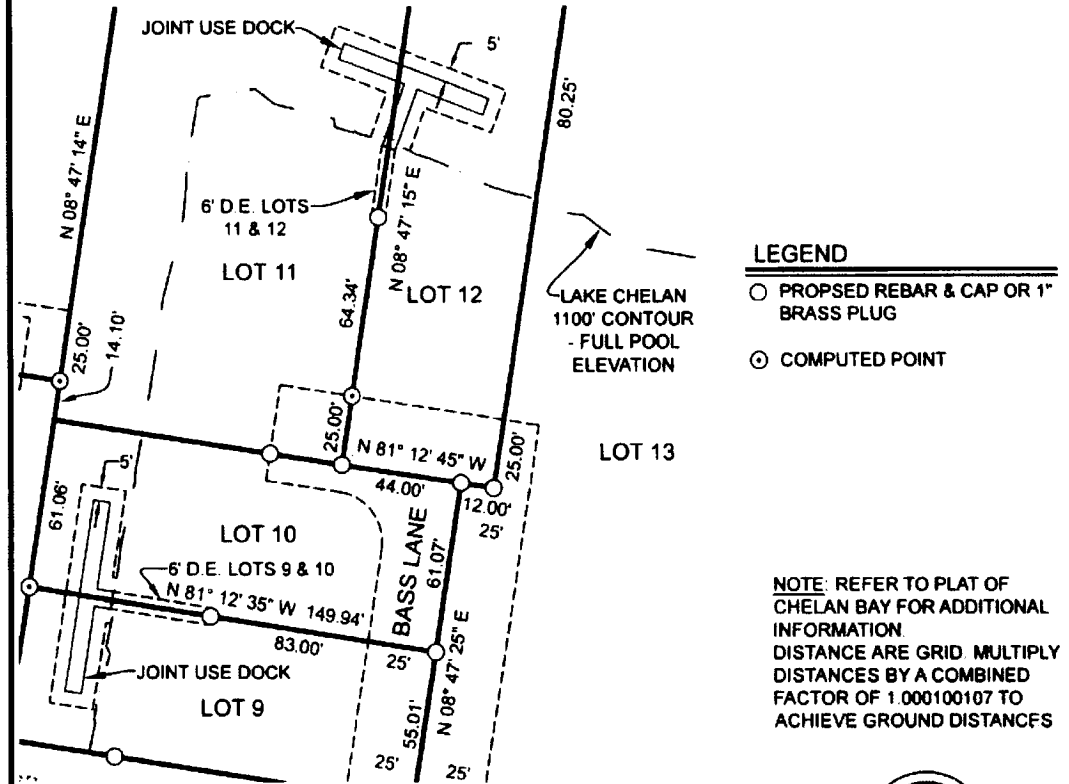 JOINT USE DOCK
5'
80.25'
N 08° 47' 14" E
6' D.E. LOTS
11 & 12
N 08° 47' 15" E
LOT 11
LOT 12
64.34'
LAKE CHELAN
1100' CONTOUR
- FULL POOL
ELEVATION
LEGEND
PROPSED REBAR & CAP OR 1"
BRASS PLUG
COMPUTED POINT
25.00'
14.10'
25.00'
N 81° 12' 45" W
44.00'
12.00'
25.00'
25'
LOT 13
5'
61.06'
LOT 10
BASS LANE
61.07'
6' D.E. LOTS 9 & 10
N 81° 12' 35" W 149.94'
83.00'
25'
N 08° 47' 25" E
JOINT USE DOCK
LOT 9
55.01'
25'
25'
NOTE: REFER TO PLAT OF
CHELAN BAY FOR ADDITIONAL
INFORMATION.
DISTANCE ARE GRID. MULTIPLY
DISTANCES BY A COMBINED
FACTOR OF 1.000100107 TO
ACHIEVE GROUND DISTANCES